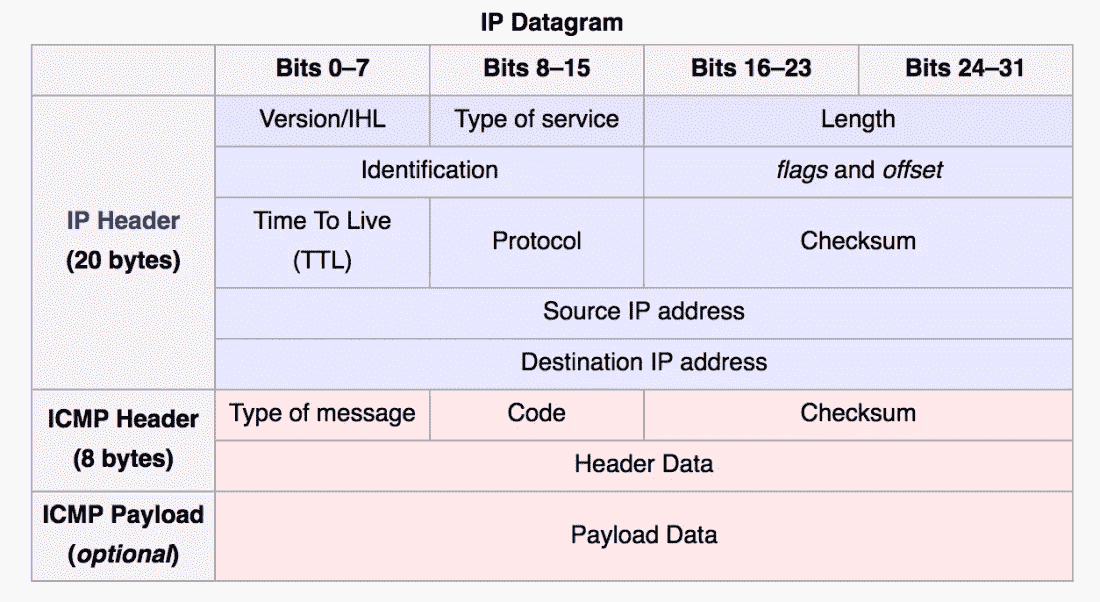 IP Datagram
Bits 0–7 Bits 8–15 Bits 16–23 Bits 24–31
IP Header
(20 bytes)
Version/IHL Type of service Length
Identification flags and offset
Time To Live
(TTL)
Protocol Checksum
Source IP address
Destination IP address
ICMP Header
(8 bytes)
Type of message Code Checksum
Header Data
ICMP Payload
(optional)
Payload Data